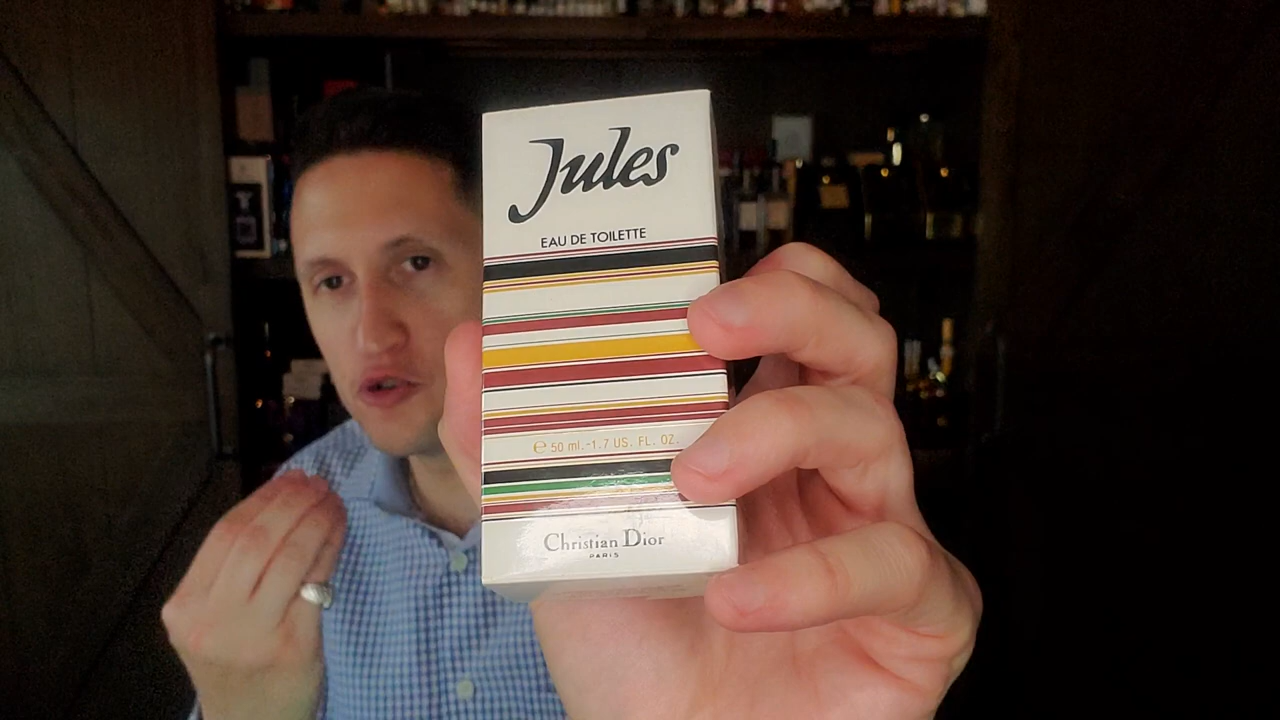 Jules
EAU DE TOILETTE
℮ 50 ml.-1.7 US. FL. OZ.
Christian Dior
PARIS